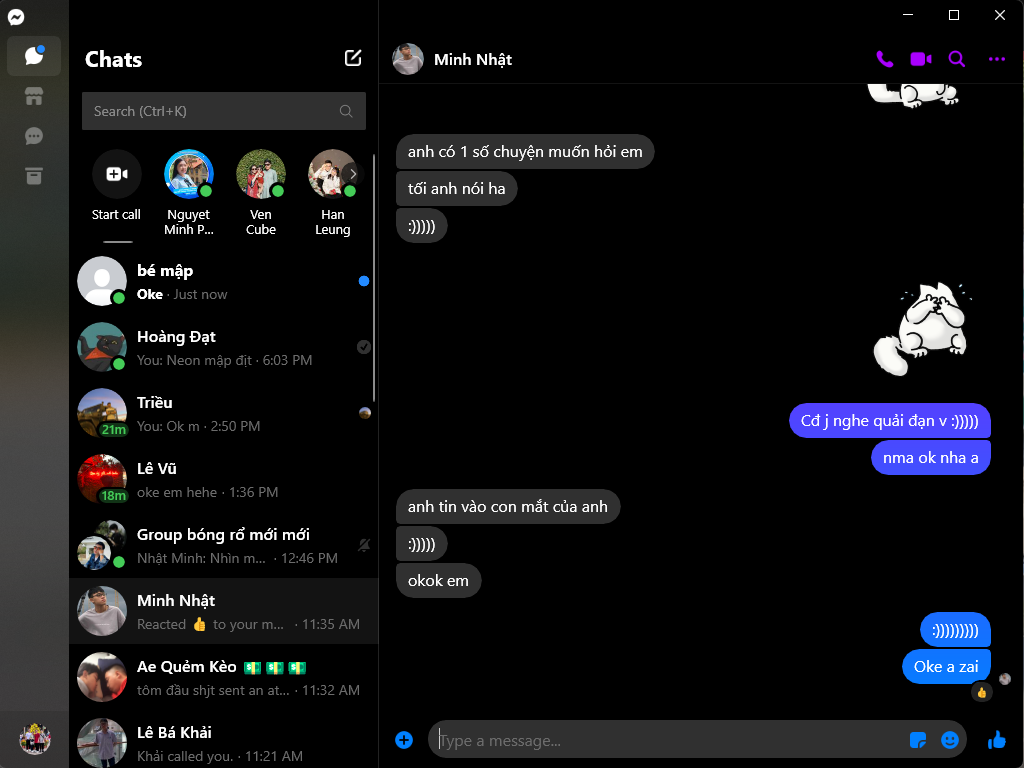 Chats
Search (Ctrl+K)
Start call
Nguyet
Minh P...
Ven
Cube
Han
Leung
bé mập
Oke · Just now
Hoàng Đạt
You: Neon mập địt · 6:03 PM
Triều
You: Ok m · 2:50 PM
21m
Lê Vũ
oke em hehe · 1:36 PM
18m
Group bóng rổ mới mới
Nhật Minh: Nhìn m... · 12:46 PM
Minh Nhật
Reacted 👍 to your m... · 11:35 AM
Ae Quẻm Kèo 💵 💵 💵
tôm đầu shjt sent an at... · 11:32 AM
Lê Bá Khải
Khải called you. · 11:21 AM
Minh Nhật
anh có 1 số chuyện muốn hỏi em
tối anh nói ha
:)))))
Cđ j nghe quải đạn v :)))))
nma ok nha a
anh tin vào con mắt của anh
:)))))
okok em
:)))))))))
Oke a zai
Type a message...